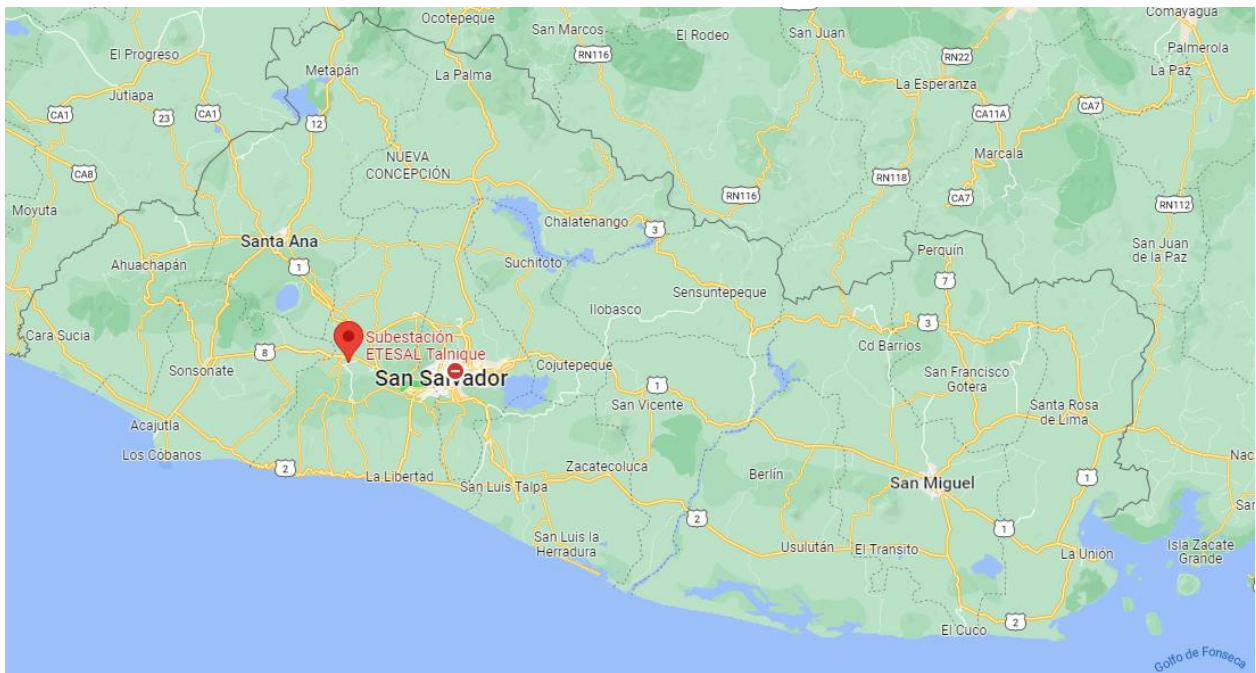 Ocotepeque
San Marcos
El Rodeo
San Juan
Comayagua
El Progreso
RN116
RN22
Palmerola
Metapán
La Palma
La Paz
Jutiapa
La Esperanza
CA1
23
CA1
12
CA11A
CA7
NUEVA
CONCEPCIÓN
Marcala
CA8
RN118
CA7
RN116
RN112
Moyuta
Chalatenango
3
Santa Ana
San Juan
de la Paz
Perquín
Ahuachapán
1
Suchitoto
7
Sensuntepeque
Ilobasco
3
Cara Sucia
Subestación
ETESAL Talnique
8
Cd Barrios
Sonsonate
San Salvador
Cojutepeque
San Francisco
Gotera
1
San Vicente
Santa Rosa
de Lima
Acajutla
Los Cóbanos
2
La Libertad
Zacatecoluca
Berlín
San Miguel
1
Nac
San Luis Talpa
San
2
1
San Luis la
Herradura
Usulután
El Transito
La Unión
Isla Zacate
Grande
El Cuco
2
Golfo de Fonseca